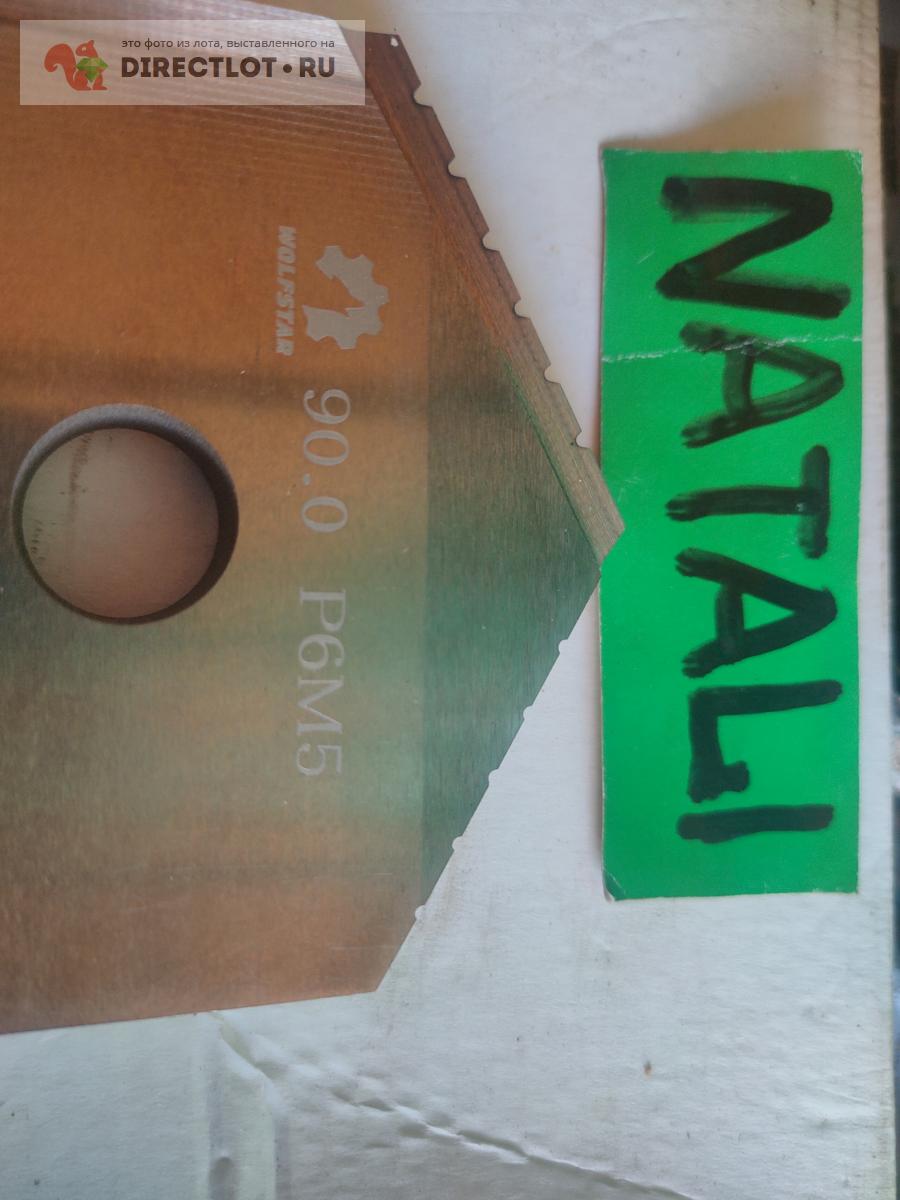 это фото из лота, выставленного на
DIRECTLOT.RU
WOLFSTAR
90.0 P6M5
NATALI